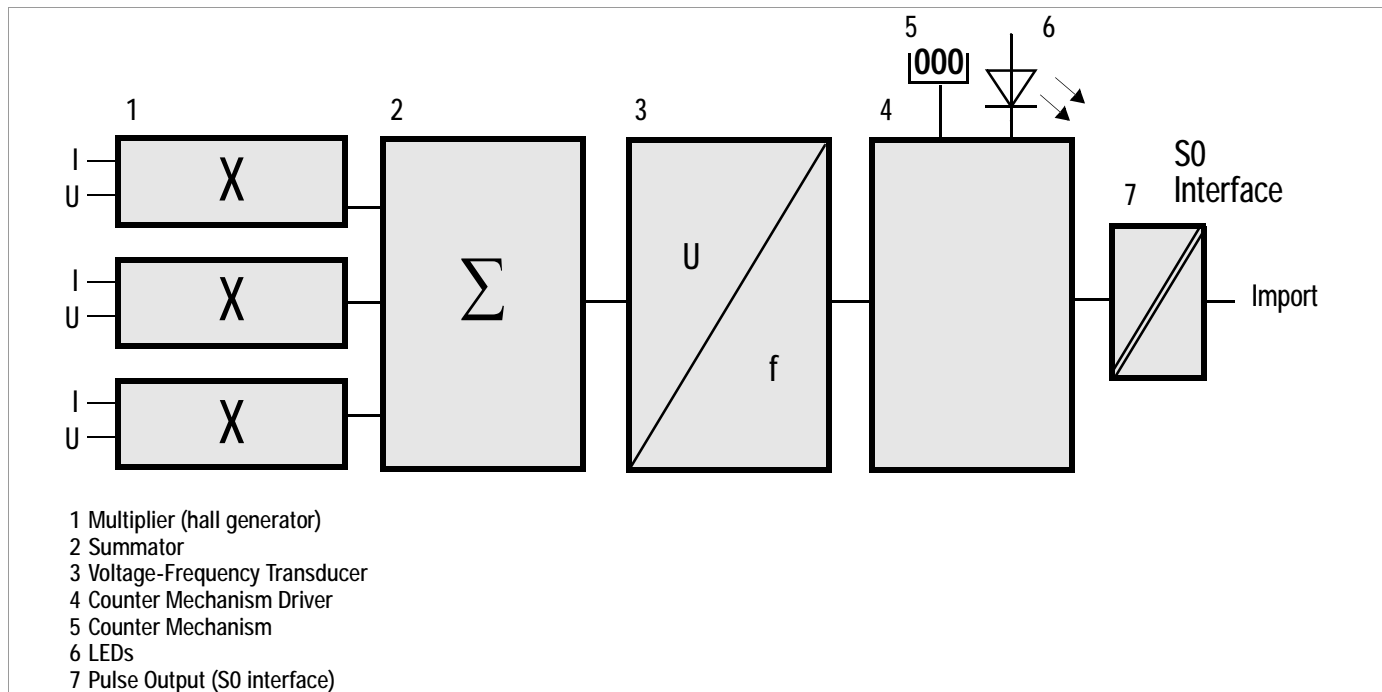 5
6
000
1
2
3
4
S0
Interface
7
I
U
X
I
U
X
I
U
X
Σ
U
f
Import
1 Multiplier (hall generator)
2 Summator
3 Voltage-Frequency Transducer
4 Counter Mechanism Driver
5 Counter Mechanism
6 LEDs
7 Pulse Output (S0 interface)